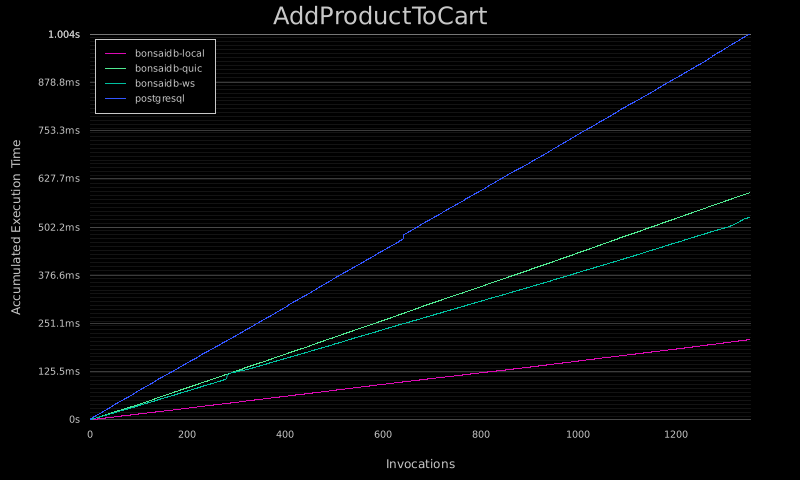 AddProductToCart
1.004s
878.8ms
753.3ms
627.7ms
502.2ms
376.6ms
251.1ms
125.5ms
0s
Accumulated Execution Time
bonsaidb-local
bonsaidb-quic
bonsaidb-ws
postgresql
0 200 400 600 800 1000 1200
Invocations